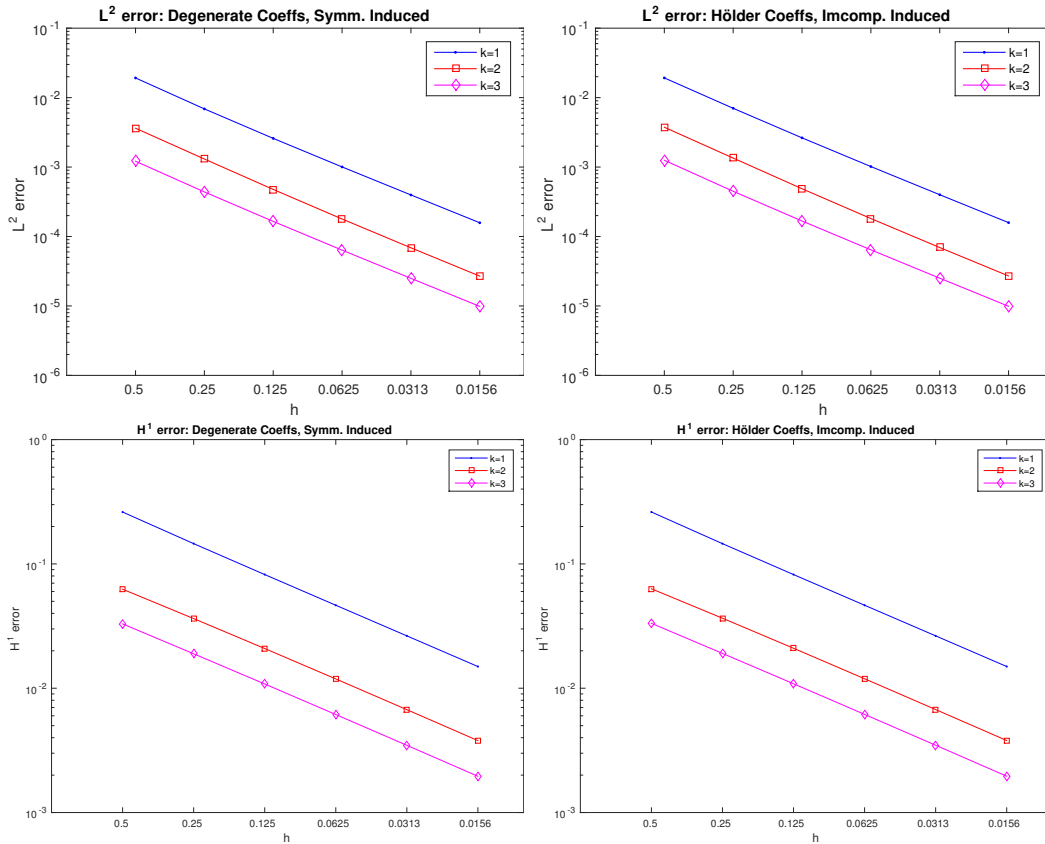 L² error: Degenerate Coeffs, Symm. Induced
10⁻¹
10⁻²
10⁻³
10⁻⁴
10⁻⁵
10⁻⁶
L² error
k=1
k=2
k=3
0.5 0.25 0.125 0.0625 0.0313 0.0156
h
L² error: Hölder Coeffs, Imcomp. Induced
10⁻¹
10⁻²
10⁻³
10⁻⁴
10⁻⁵
10⁻⁶
L² error
k=1
k=2
k=3
0.5 0.25 0.125 0.0625 0.0313 0.0156
h
H¹ error: Degenerate Coeffs, Symm. Induced
10⁰
10⁻¹
10⁻²
10⁻³
H¹ error
k=1
k=2
k=3
0.5 0.25 0.125 0.0625 0.0313 0.0156
h
H¹ error: Hölder Coeffs, Imcomp. Induced
10⁰
10⁻¹
10⁻²
10⁻³
H¹ error
k=1
k=2
k=3
0.5 0.25 0.125 0.0625 0.0313 0.0156
h